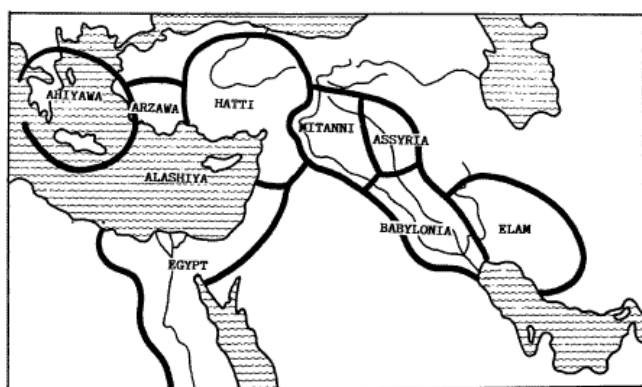 AHIYAWA
ARZAWA
HATTI
MITANNI
ASSYRIA
ALASHIYA
BABYLONIA
ELAM
EGYPT